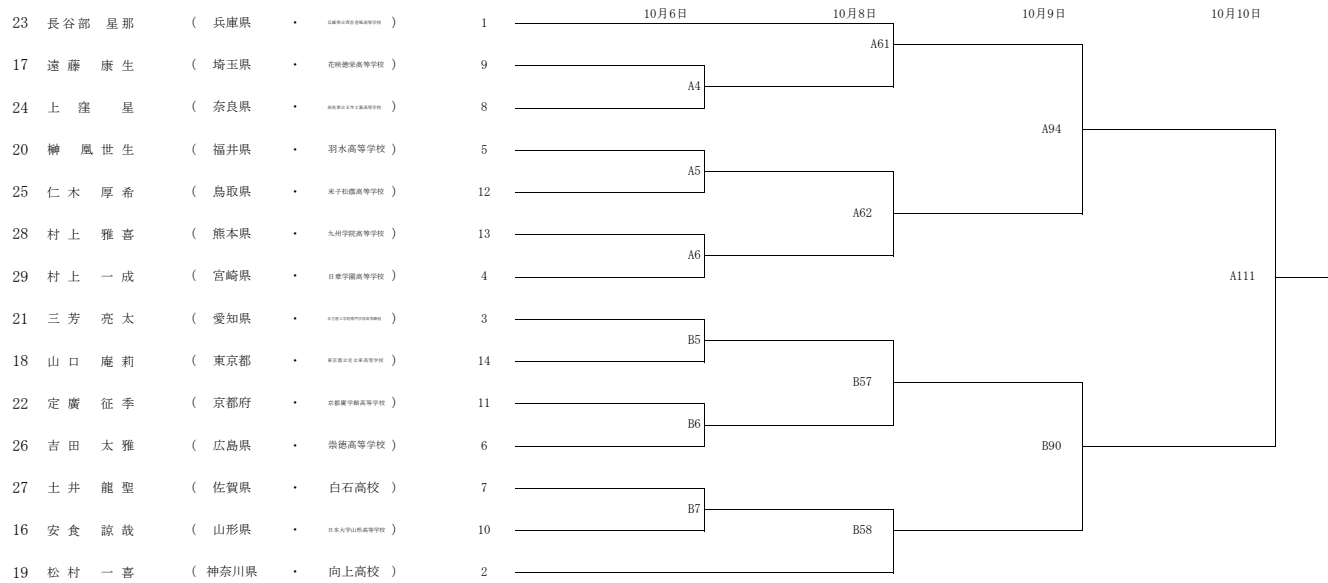 10月6日 10月8日 10月9日 10月10日
23 長谷部 星那 ( 兵庫県 ・ ) 1
A61
17 遠藤 康生 ( 埼玉県 ・ 花咲徳栄高等学校 ) 9
A4
24 上窪 星 ( 奈良県 ・ ) 8
A94
20 榊 凰世生 ( 福井県 ・ 羽水高等学校 ) 5
A5
25 仁木 厚希 ( 鳥取県 ・ 米子松蔭高等学校 ) 12
A62
28 村上 雅喜 ( 熊本県 ・ 九州学院高等学校 ) 13
A6
29 村上 一成 ( 宮崎県 ・ 日章学園高等学校 ) 4
A111
21 三芳 亮太 ( 愛知県 ・ ) 3
B5
18 山口 庵莉 ( 東京都 ・ 東京都立足立東高等学校 ) 14
B57
22 定廣 征季 ( 京都府 ・ 京都廣学館高等学校 ) 11
B6
26 吉田 太雅 ( 広島県 ・ 崇徳高等学校 ) 6
B90
27 土井 龍聖 ( 佐賀県 ・ 白石高校 ) 7
B7
16 安食 諒哉 ( 山形県 ・ 日本大学山形高等学校 ) 10
B58
19 松村 一喜 ( 神奈川県 ・ 向上高校 ) 2